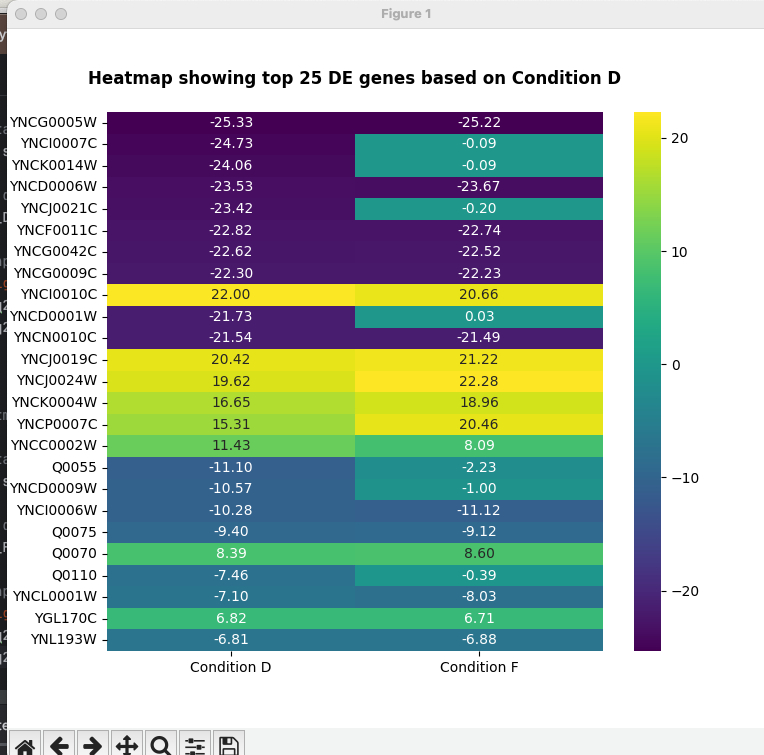 Figure 1
Heatmap showing top 25 DE genes based on Condition D
YNCG0005W -25.33 -25.22
YNCI0007C -24.73 -0.09 20
YNCK0014W -24.06 -0.09
YNCD0006W -23.53 -23.67
YNCJ0021C -23.42 -0.20
YNCF0011C -22.82 -22.74
YNCG0042C -22.62 -22.52 10
YNCG0009C -22.30 -22.23
YNCI0010C 22.00 20.66
YNCD0001W -21.73 0.03
YNCN0010C -21.54 -21.49
YNCJ0019C 20.42 21.22 0
YNCJ0024W 19.62 22.28
YNCK0004W 16.65 18.96
YNCP0007C 15.31 20.46
YNCC0002W 11.43 8.09
Q0055 -11.10 -2.23 −10
YNCD0009W -10.57 -1.00
YNCI0006W -10.28 -11.12
Q0075 -9.40 -9.12
Q0070 8.39 8.60
Q0110 -7.46 -0.39
YNCL0001W -7.10 -8.03 −20
YGL170C 6.82 6.71
YNL193W -6.81 -6.88
Condition D Condition F